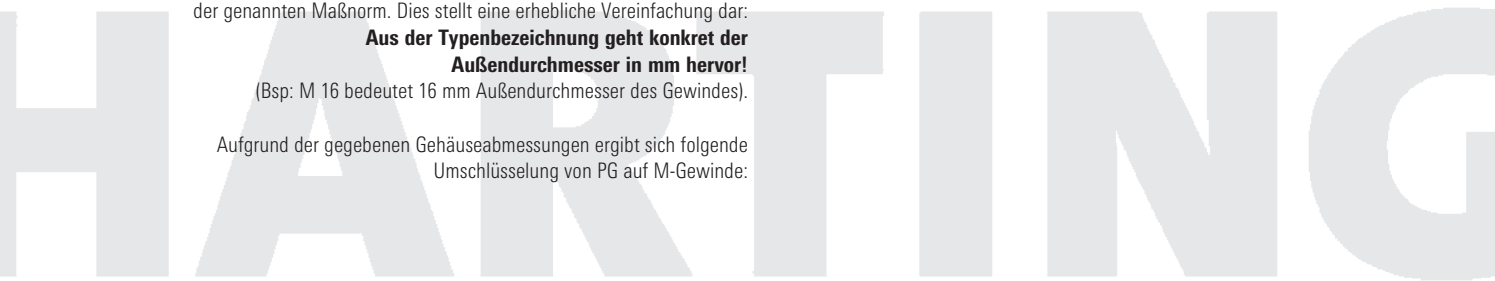 der genannten Maßnorm. Dies stellt eine erhebliche Vereinfachung dar:
Aus der Typenbezeichnung geht konkret der
Außendurchmesser in mm hervor!
(Bsp: M 16 bedeutet 16 mm Außendurchmesser des Gewindes).
Aufgrund der gegebenen Gehäuseabmessungen ergibt sich folgende
Umschlüsselung von PG auf M-Gewinde:
HARTING